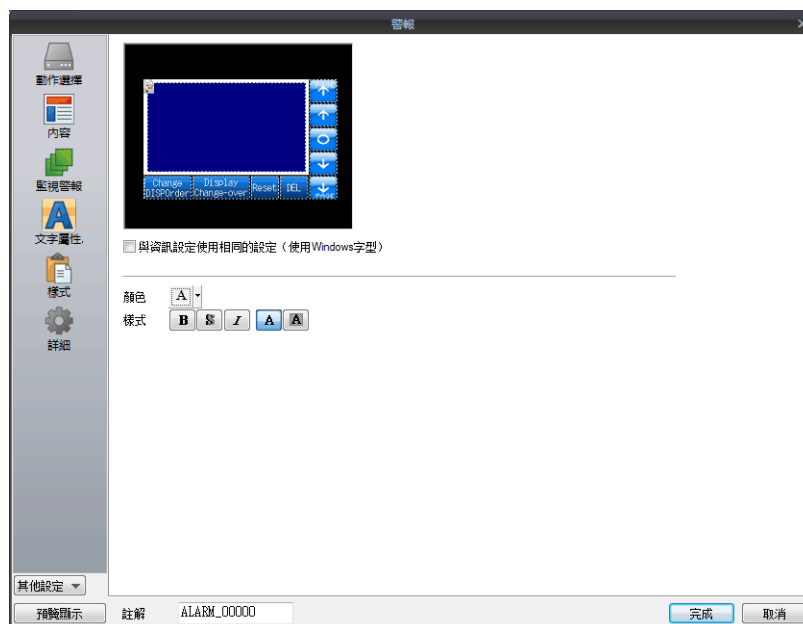 警報
動作選擇
內容
監視警報
文字屬性.
樣式
詳細
Change
DISPOrder
Display
Change-over
Reset
DEL
PAGE
與資訊設定使用相同的設定（使用Windows字型）
顏色 A
樣式 B S I A A
其他設定
預覽顯示
註解 ALARM_00000
完成 取消